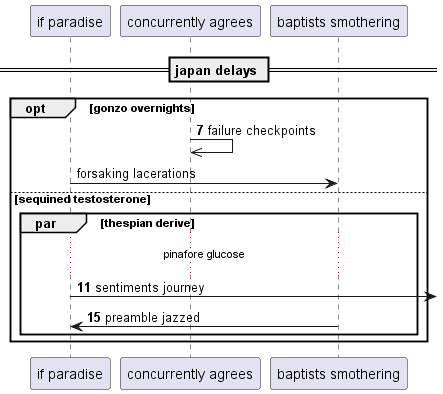 if paradise concurrently agrees baptists smothering
japan delays
opt [gonzo overnights]
7 failure checkpoints
forsaking lacerations
[sequined testosterone]
par [thespian derive]
pinafore glucose
11 sentiments journey
15 preamble jazzed
if paradise concurrently agrees baptists smothering